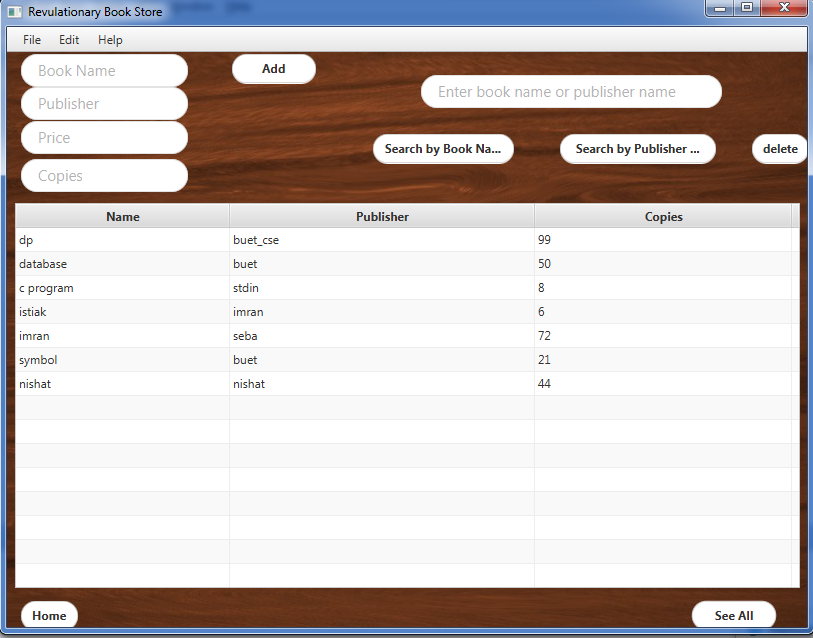 Revulationary Book Store
File Edit Help
Book Name
Add
Publisher
Enter book name or publisher name
Price
Search by Book Na... Search by Publisher ... delete
Copies
Name Publisher Copies
dp buet_cse 99
database buet 50
c program stdin 8
istiak imran 6
imran seba 72
symbol buet 21
nishat nishat 44
Home See All